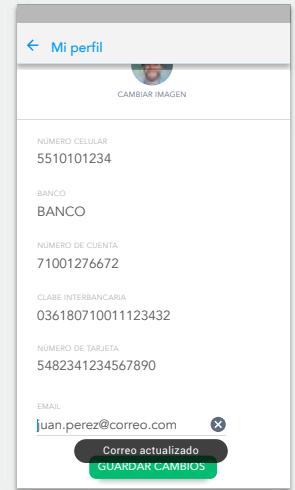 Mi perfil
CAMBIAR IMAGEN
NÚMERO CELULAR
5510101234
BANCO
BANCO
NÚMERO DE CUENTA
71001276672
CLABE INTERBANCARIA
036180710011123432
NÚMERO DE TARJETA
5482341234567890
EMAIL
juan.perez@correo.com
Correo actualizado
GUARDAR CAMBIOS